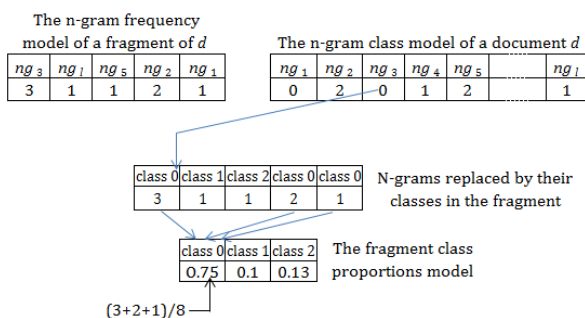 The n-gram frequency
model of a fragment of d
ng 3 ng l ng 5 ng 2 ng 1
3 1 1 2 1
The n-gram class model of a document d
ng 1 ng 2 ng 3 ng 4 ng 5 ng l
0 2 0 1 2 1
class 0 class 1 class 2 class 0 class 0
3 1 1 2 1
N-grams replaced by their
classes in the fragment
class 0 class 1 class 2
0.75 0.1 0.13
The fragment class
proportions model
(3+2+1)/8